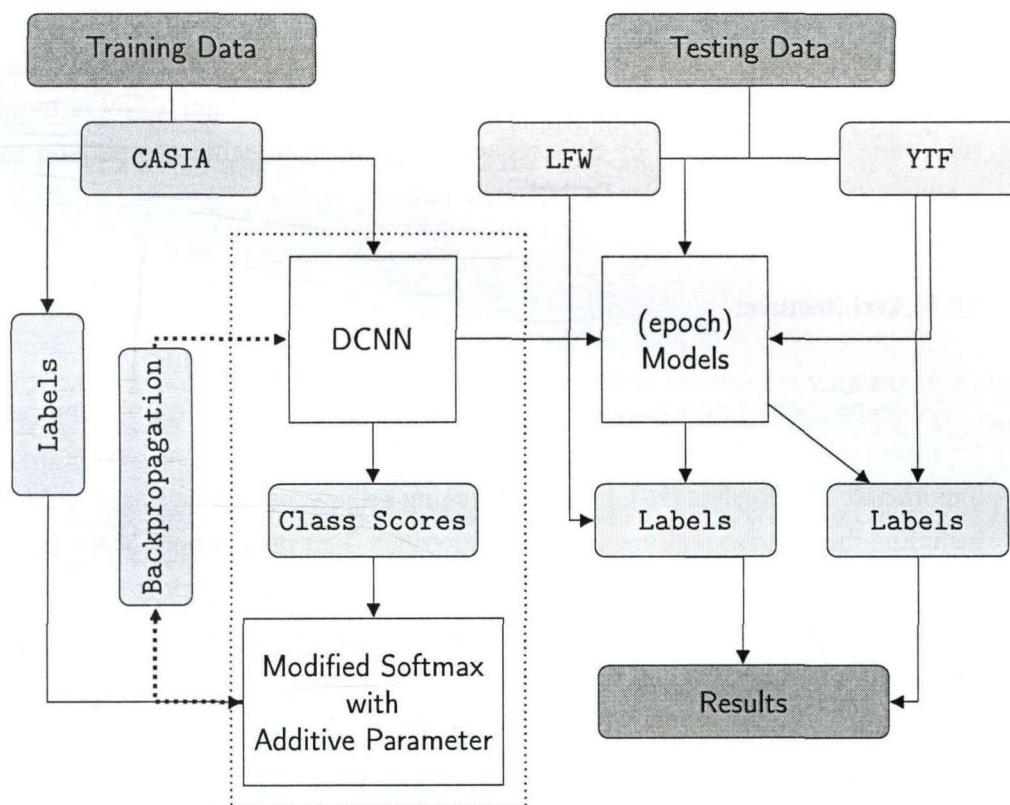 Training Data
Testing Data
CASIA
LFW
YTF
Architecture:
Labels
Backpropagation
DCNN
(epoch)
Models
Class Scores
Labels
Labels
Modified Softmax
with
Additive Parameter
Results